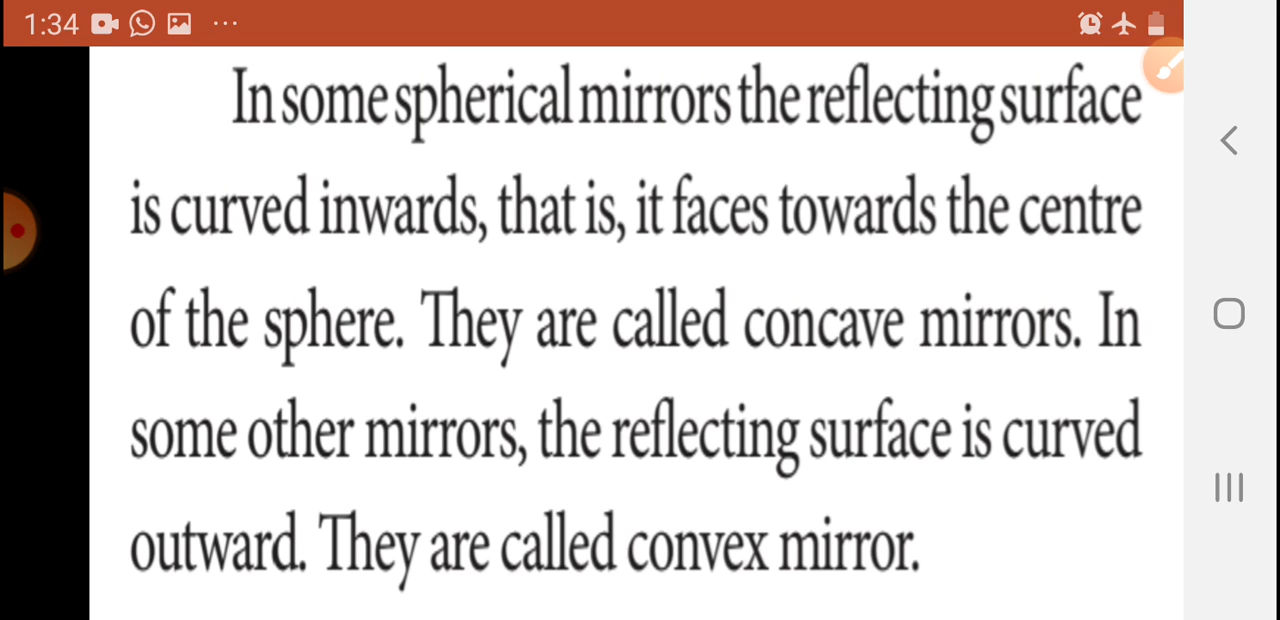 1:34
In some spherical mirrors the reflecting surface
is curved inwards, that is, it faces towards the centre
of the sphere. They are called concave mirrors. In
some other mirrors, the reflecting surface is curved
outward. They are called convex mirror.